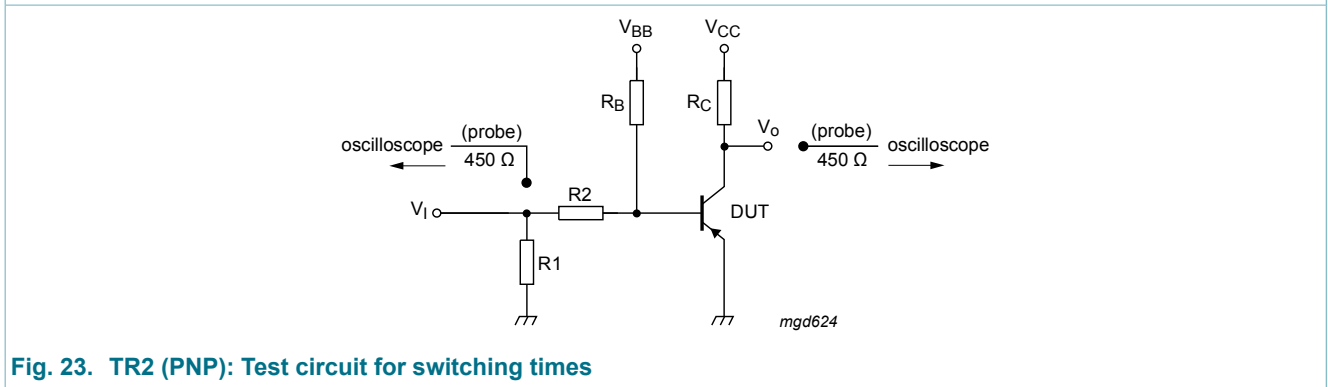 VBB VCC
RB RC
Vo
(probe) (probe)
oscilloscope oscilloscope
450 Ω 450 Ω
R2
VI DUT
R1
mgd624
Fig. 23. TR2 (PNP): Test circuit for switching times